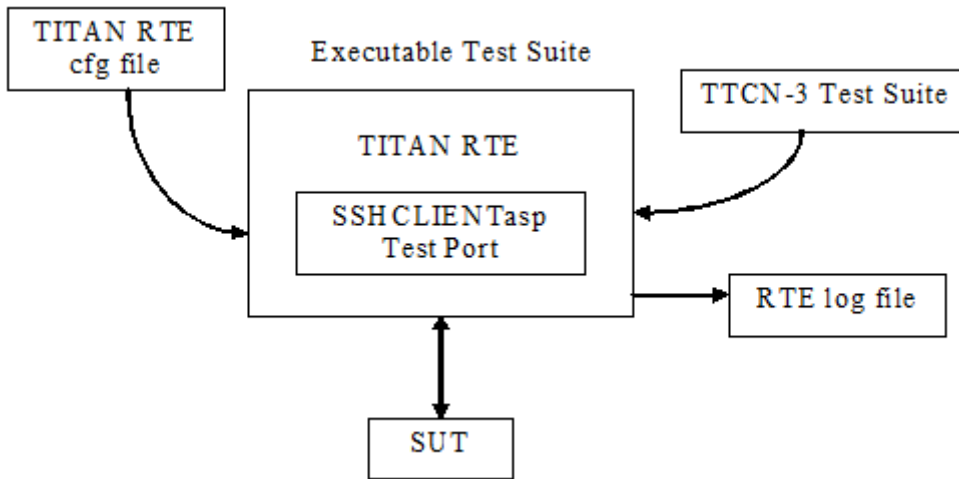 TITAN RTE
cfg file
Executable Test Suite
TTCN-3 Test Suite
TITAN RTE
SSHCLIENTasp
Test Port
RTE log file
SUT